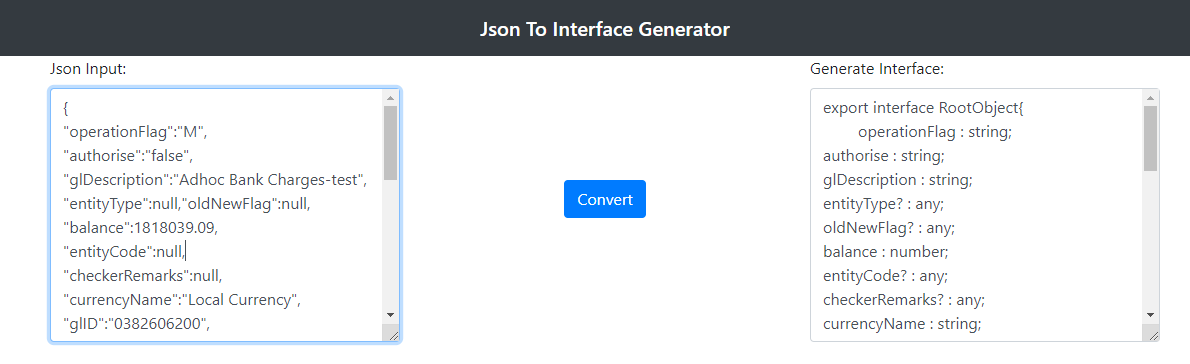 Json To Interface Generator
Json Input:
{
"operationFlag":"M",
"authorise":"false",
"glDescription":"Adhoc Bank Charges-test",
"entityType":null,"oldNewFlag":null,
"balance":1818039.09,
"entityCode":null,
"checkerRemarks":null,
"currencyName":"Local Currency",
"glID":"0382606200",
Convert
Generate Interface:
export interface RootObject{
operationFlag : string;
authorise : string;
glDescription : string;
entityType? : any;
oldNewFlag? : any;
balance : number;
entityCode? : any;
checkerRemarks? : any;
currencyName : string;